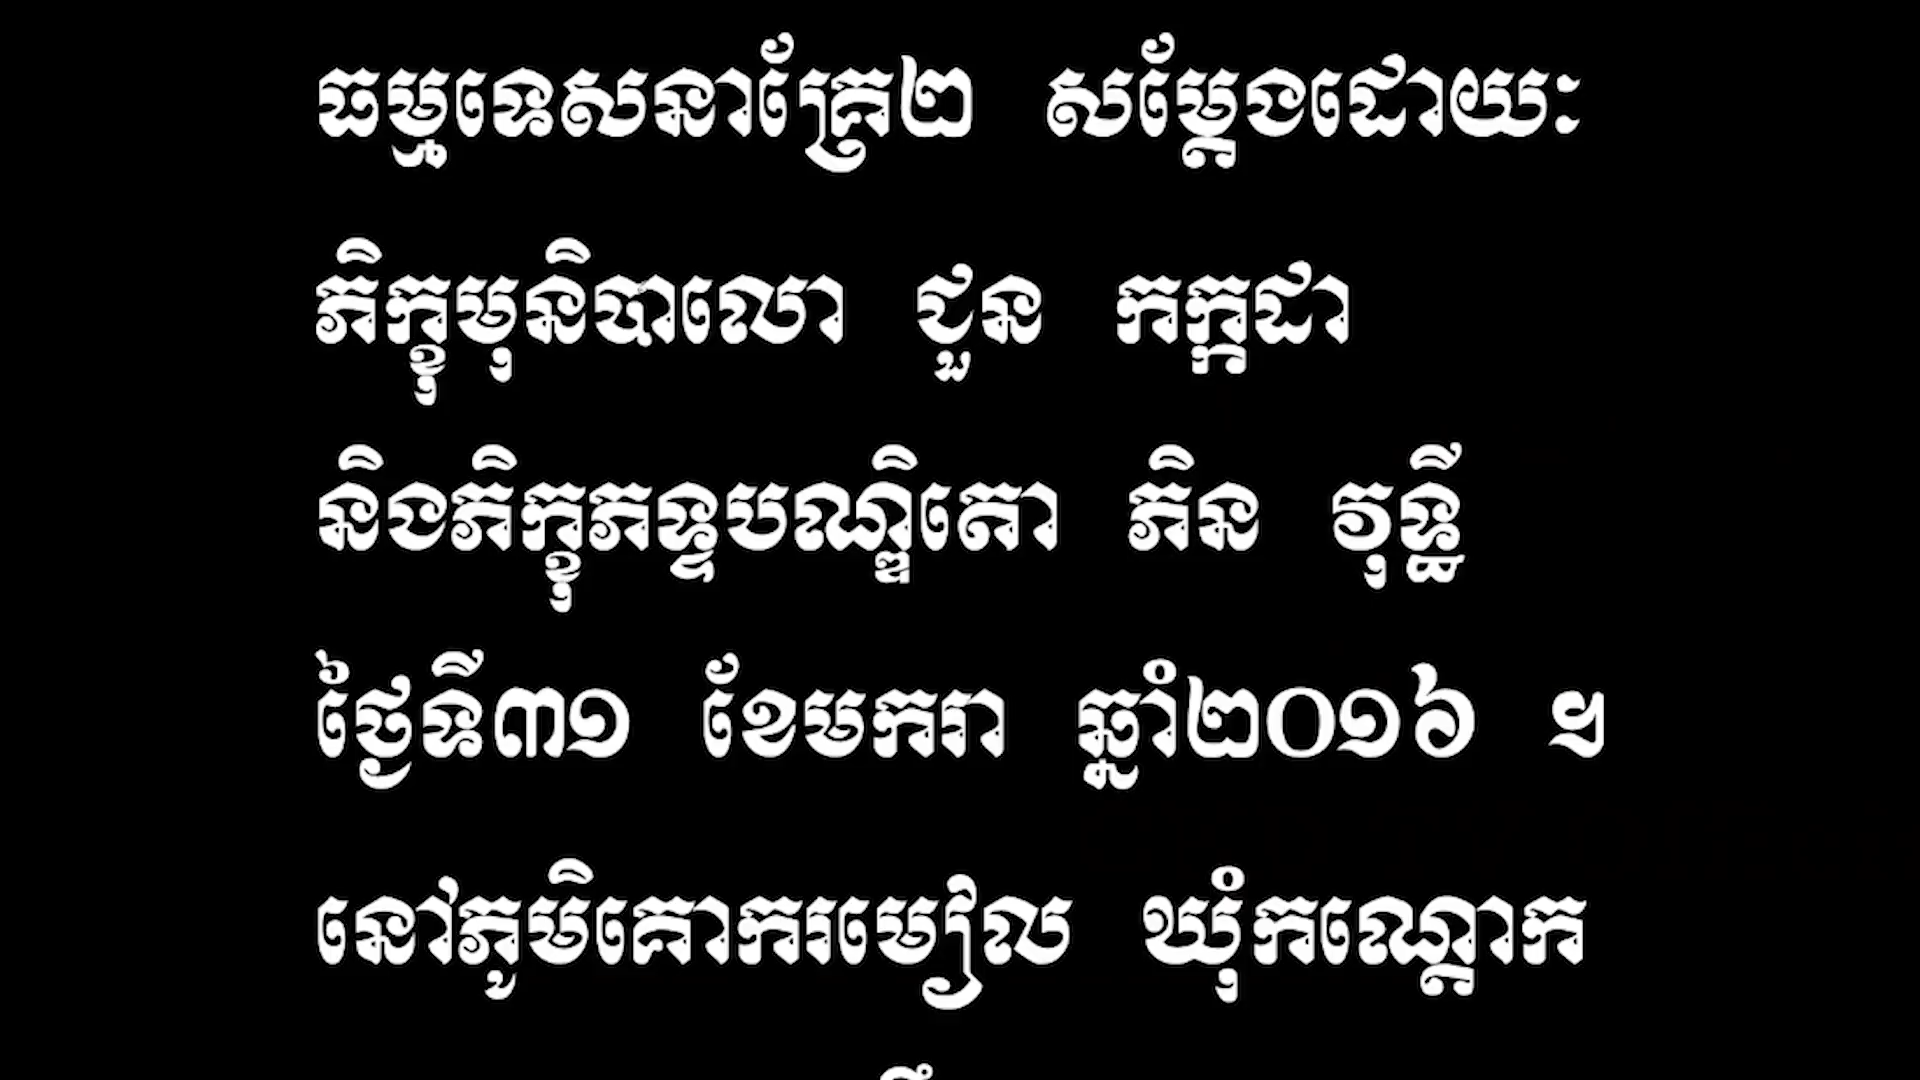 ធម្មទេសនាគ្រែ២ សម្ដែងដោយៈ
ភិក្ខុមុនិបាលោ ជួន កក្កដា
និងភិក្ខុភទ្ទបណ្ឌិតោ ភិន វុទ្ធី
ថ្ងៃទី៣១ ខែមករា ឆ្នាំ២០១៦ ។
នៅភូមិគោករមៀល ឃុំកណ្ដោក